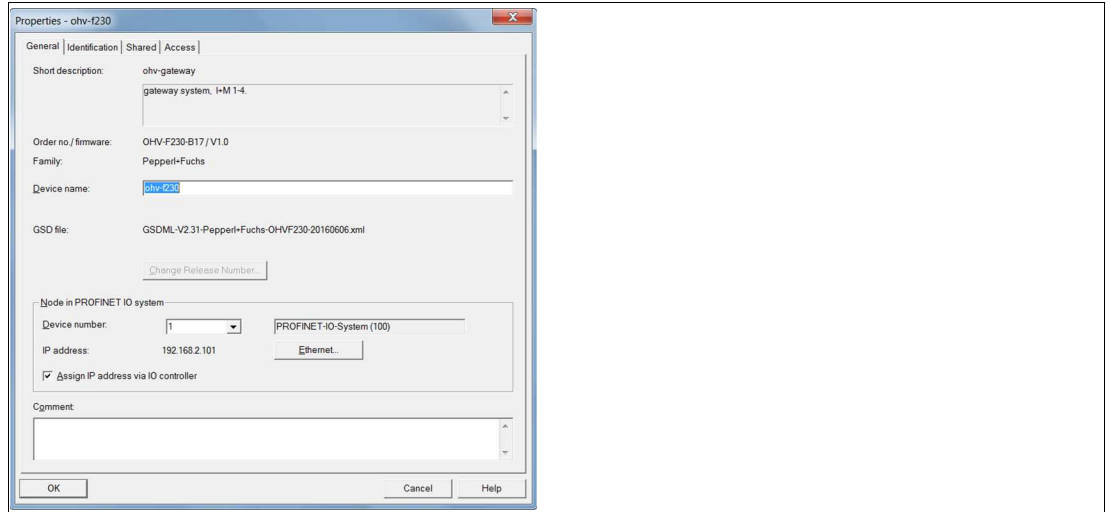 Properties - ohv-f230
General Identification Shared Access
Short description: ohv-gateway
gateway system, I+M 1-4.
Order no./ firmware: OHV-F230-B17 / V1.0
Family: Pepperl+Fuchs
Device name: ohv-f230
GSD file: GSDML-V2.31-Pepperl+Fuchs-OHVF230-20160606.xml
Change Release Number...
Node in PROFINET IO system
Device number: 1 PROFINET-IO-System (100)
IP address: 192.168.2.101 Ethernet...
Assign IP address via IO controller
Comment:
OK Cancel Help